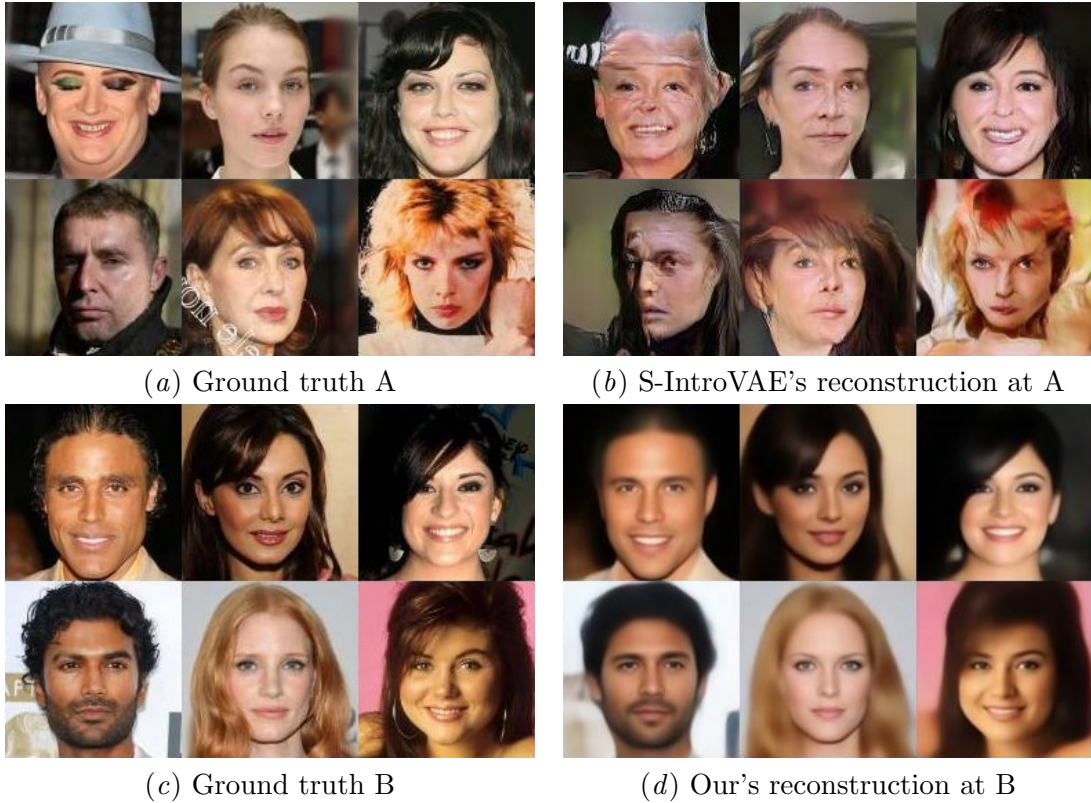 (a) Ground truth A
(b) S-IntroVAE's reconstruction at A
(c) Ground truth B
(d) Our's reconstruction at B